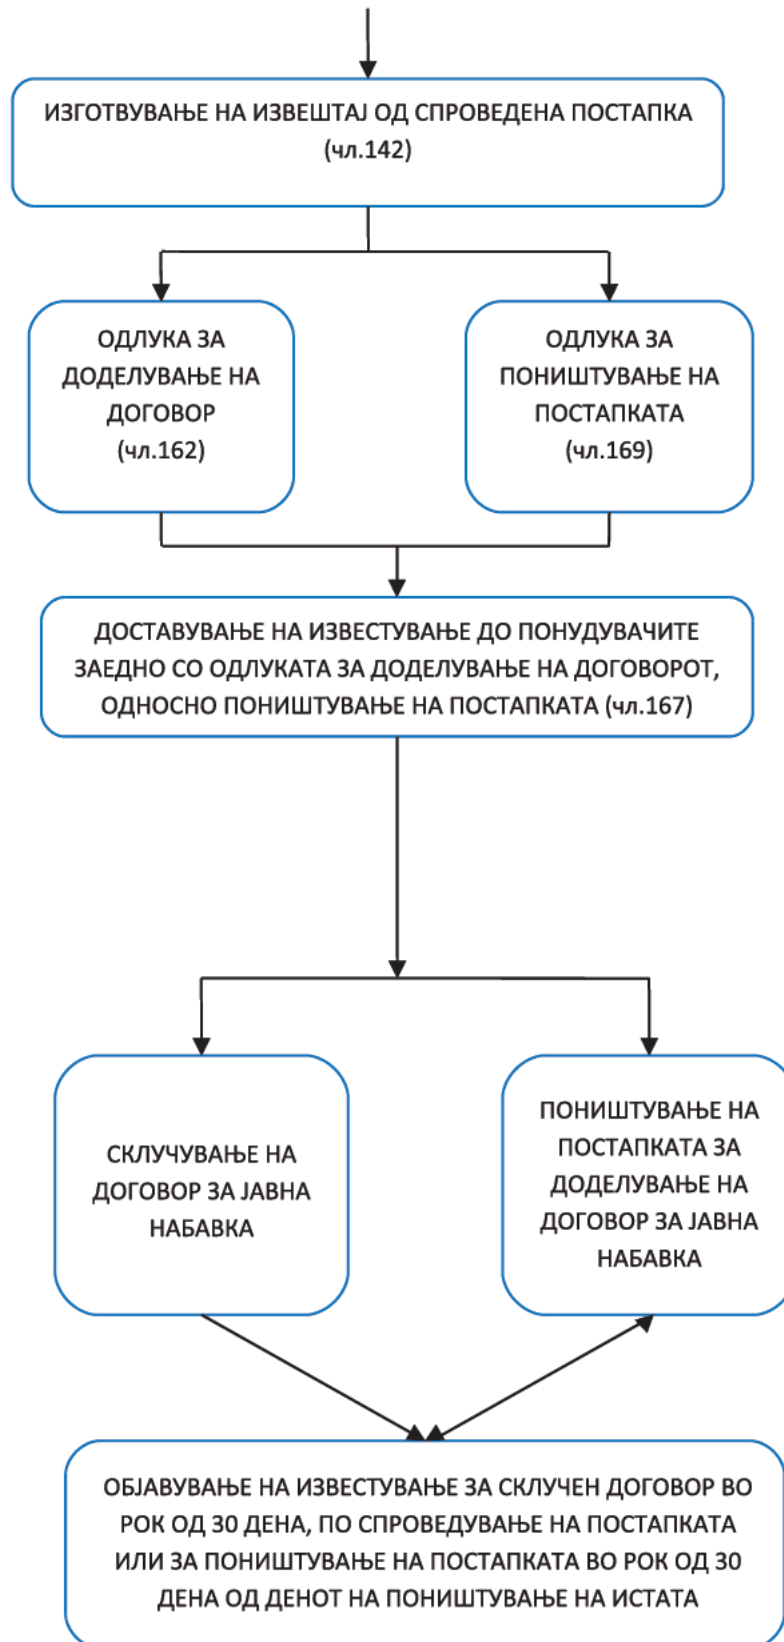 ИЗГОТВУВАЊЕ НА ИЗВЕШТАЈ ОД СПРОВЕДЕНА ПОСТАПКА
(чл.142)
ОДЛУКА ЗА
ДОДЕЛУВАЊЕ НА
ДОГОВОР
(чл.162)
ОДЛУКА ЗА
ПОНИШТУВАЊЕ НА
ПОСТАПКАТА
(чл.169)
ДОСТАВУВАЊЕ НА ИЗВЕСТУВАЊЕ ДО ПОНУДУВАЧИТЕ
ЗАЕДНО СО ОДЛУКАТА ЗА ДОДЕЛУВАЊЕ НА ДОГОВОРОТ,
ОДНОСНО ПОНИШТУВАЊЕ НА ПОСТАПКАТА (чл.167)
СКЛУЧУВАЊЕ НА
ДОГОВОР ЗА ЈАВНА
НАБАВКА
ПОНИШТУВАЊЕ НА
ПОСТАПКАТА ЗА
ДОДЕЛУВАЊЕ НА
ДОГОВОР ЗА ЈАВНА
НАБАВКА
ОБЈАВУВАЊЕ НА ИЗВЕСТУВАЊЕ ЗА СКЛУЧЕН ДОГОВОР ВО
РОК ОД 30 ДЕНА, ПО СПРОВЕДУВАЊЕ НА ПОСТАПКАТА
ИЛИ ЗА ПОНИШТУВАЊЕ НА ПОСТАПКАТА ВО РОК ОД 30
ДЕНА ОД ДЕНОТ НА ПОНИШТУВАЊЕ НА ИСТАТА